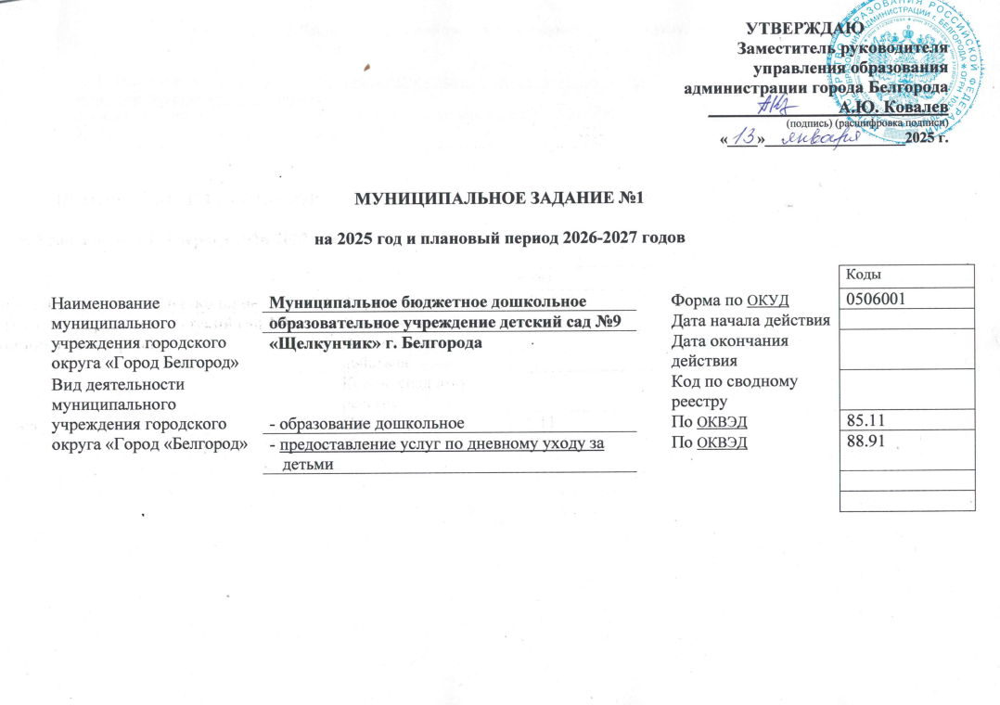 УТВЕРЖДАЮ
Заместитель руководителя
управления образования
администрации города Белгорода
А.Ю. Ковалев
(подпись) (расшифровка подписи)
« 13 » января 2025 г.
МУНИЦИПАЛЬНОЕ ЗАДАНИЕ №1
на 2025 год и плановый период 2026-2027 годов
Коды
Наименование
муниципального
учреждения городского
округа «Город Белгород»
Муниципальное бюджетное дошкольное
образовательное учреждение детский сад №9
«Щелкунчик» г. Белгорода
Форма по ОКУД 0506001
Дата начала действия
Дата окончания
действия
Код по сводному
реестру
Вид деятельности
муниципального
учреждения городского
округа «Город «Белгород»
- образование дошкольное
- предоставление услуг по дневному уходу за
детьми
По ОКВЭД 85.11
По ОКВЭД 88.91